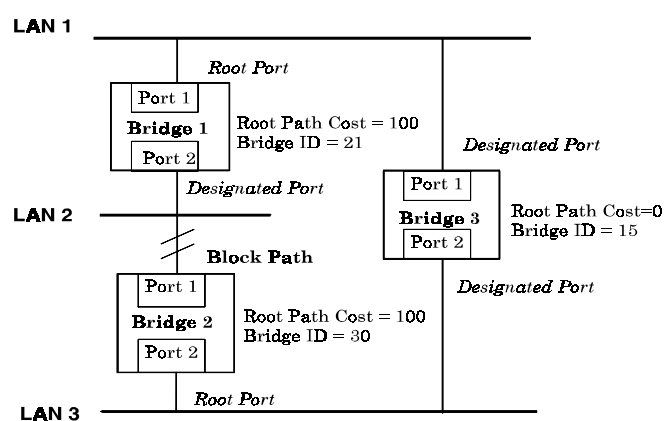 LAN 1
Root Port
Port 1
Bridge 1
Port 2
Root Path Cost = 100
Bridge ID = 21
Designated Port
LAN 2
Block Path
Port 1
Bridge 2
Port 2
Root Path Cost = 100
Bridge ID = 30
Root Port
LAN 3
Designated Port
Port 1
Bridge 3
Port 2
Root Path Cost=0
Bridge ID = 15
Designated Port